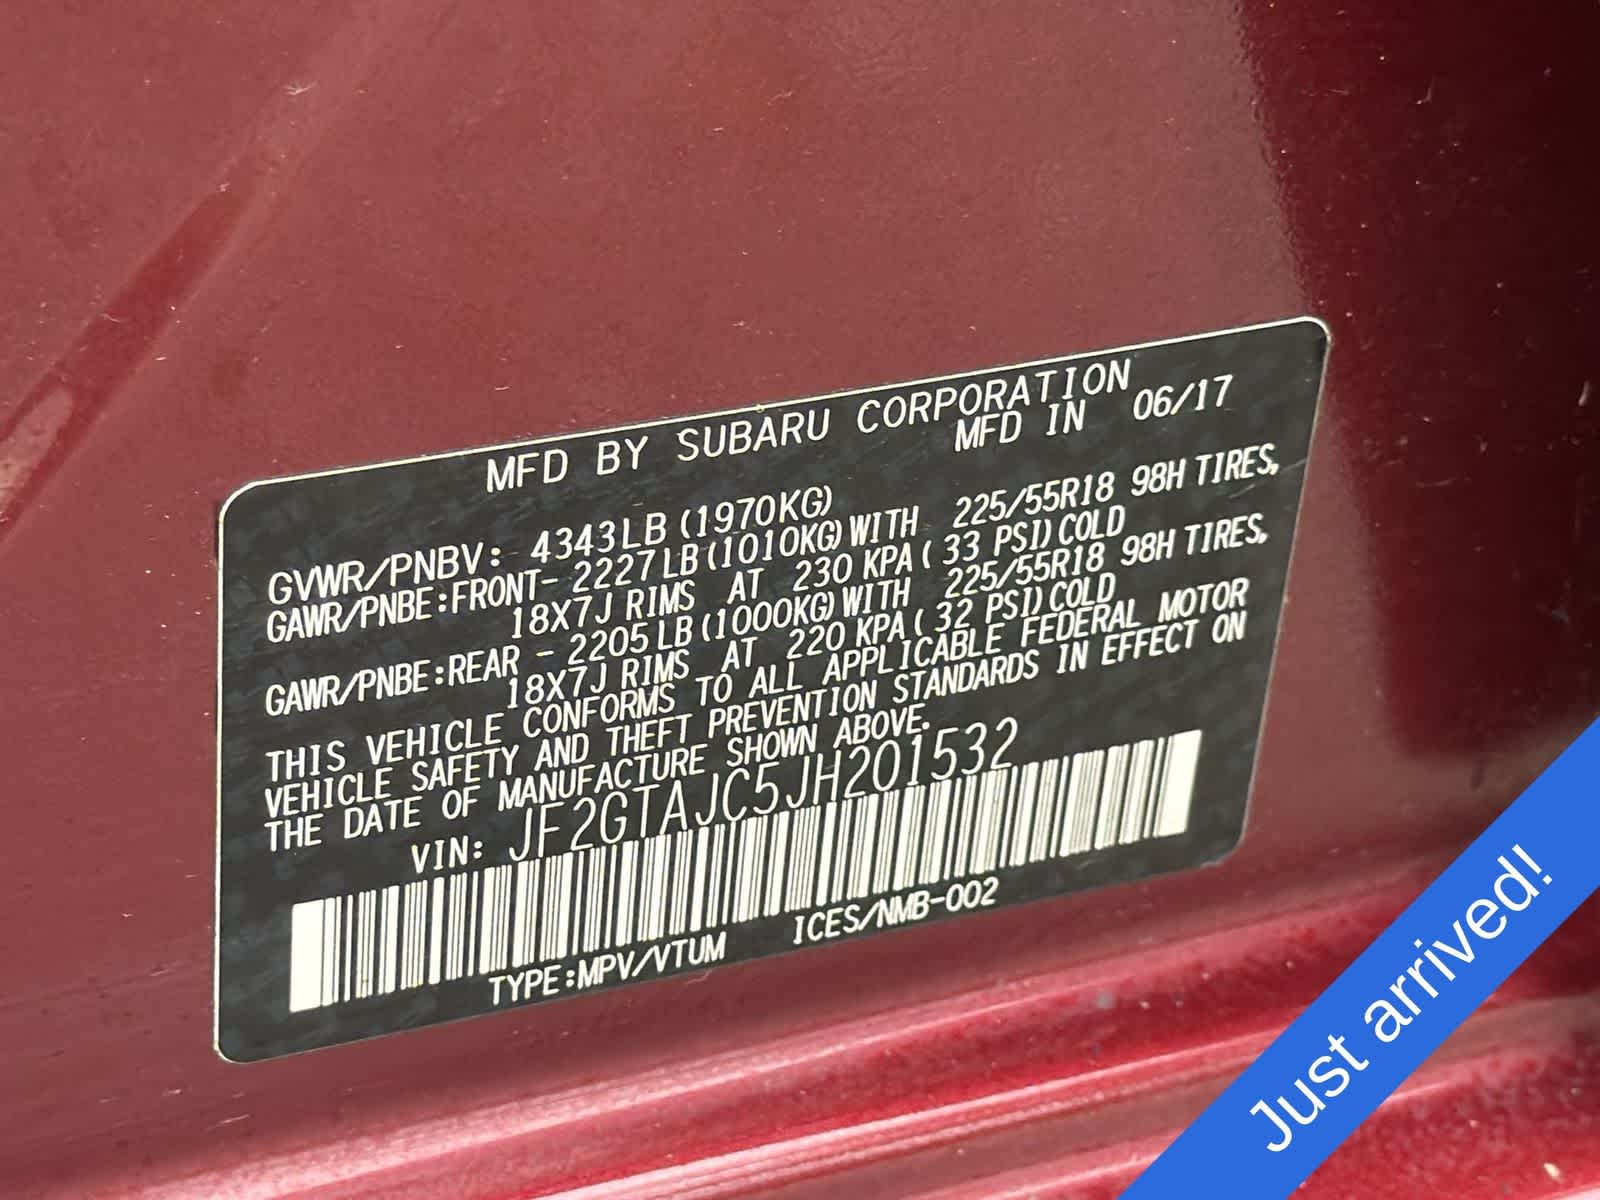 MFD BY SUBARU CORPORATION
MFD IN 06/17
GVWR/PNBV: 4343LB (1970KG)
GAWR/PNBE:FRONT- 2227LB(1010KG)WITH 225/55R18 98H TIRES,
18X7J RIMS AT 230 KPA( 33 PSI)COLD
GAWR/PNBE:REAR - 2205LB(1000KG)WITH 225/55R18 98H TIRES,
18X7J RIMS AT 220 KPA( 32 PSI)COLD
THIS VEHICLE CONFORMS TO ALL APPLICABLE FEDERAL MOTOR
VEHICLE SAFETY AND THEFT PREVENTION STANDARDS IN EFFECT ON
THE DATE OF MANUFACTURE SHOWN ABOVE.
VIN: JF2GTAJC5JH201532
TYPE:MPV/VTUM ICES/NMB-002
Just arrived!